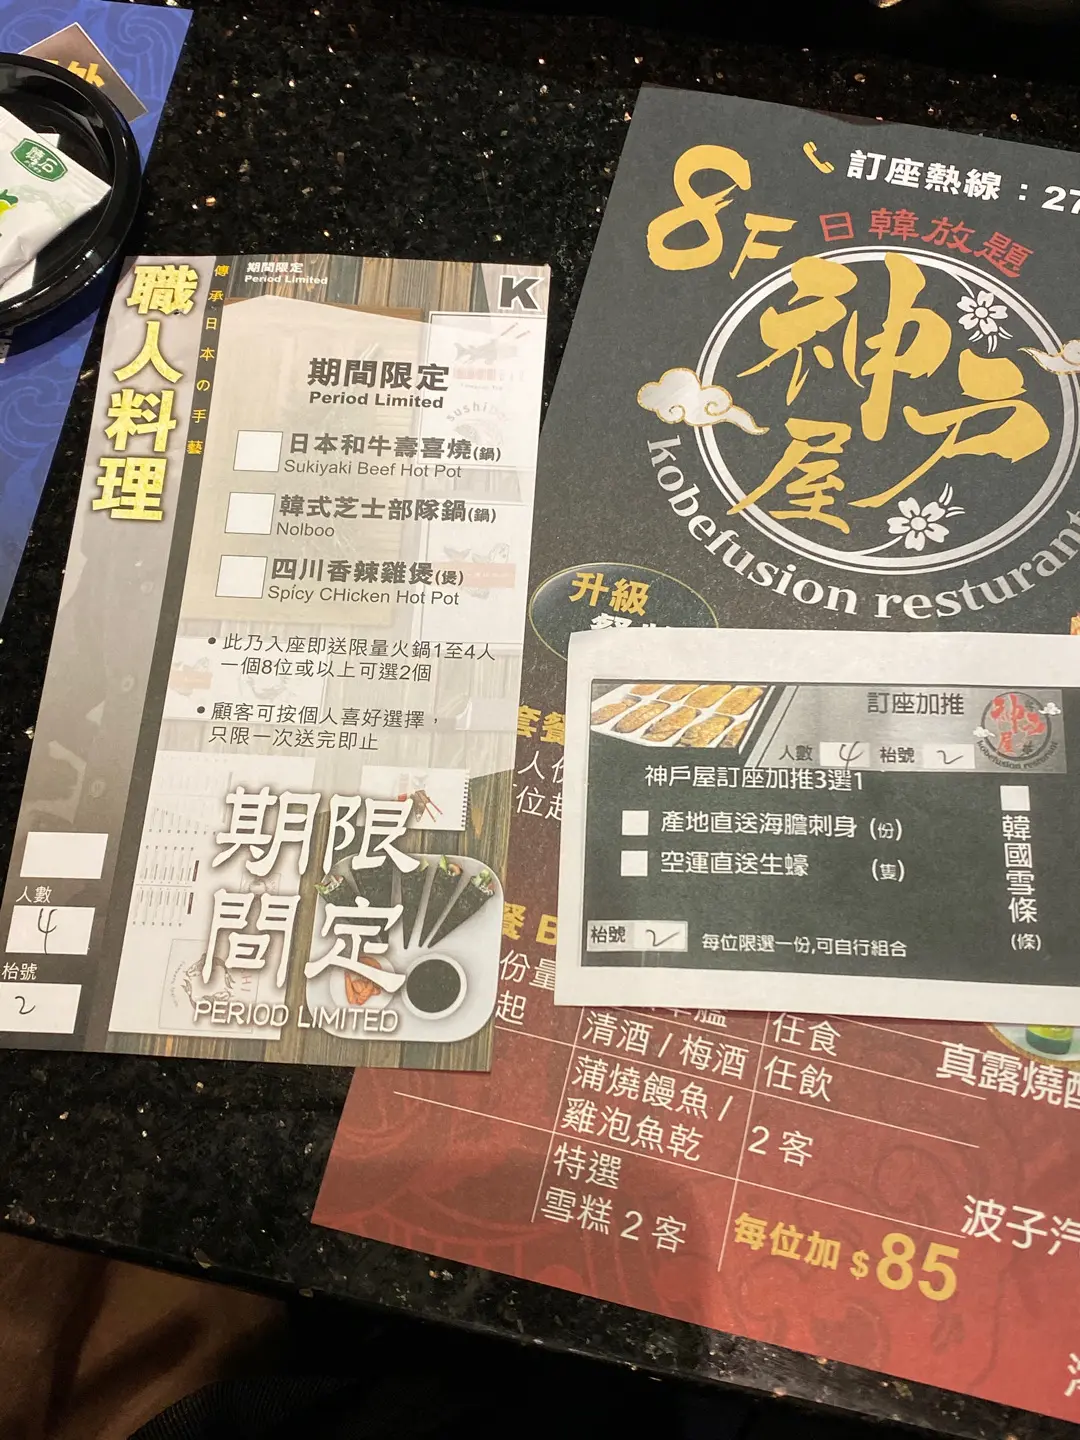 職人料理
傳承日本の手藝
期間限定
Period Limited
K
期間限定
Period Limited
日本和牛壽喜燒(鍋)
Sukiyaki Beef Hot Pot
韓式芝士部隊鍋(鍋)
Nolboo
四川香辣雞煲(煲)
Spicy CHicken Hot Pot
• 此乃入座即送限量火鍋1至4人
一個8位或以上可選2個
• 顧客可按個人喜好選擇，
只限一次送完即止
期間限定
PERIOD LIMITED
人數
4
枱號
2
8F
訂座熱線：27
日韓放題
神戶屋
kobefusion resturant
升級
訂座加推
人數 4 枱號 2
神戶屋訂座加推3選1
產地直送海膽刺身 (份)
空運直送生蠔 (隻)
韓國雪條(條)
枱號 2
每位限選一份,可自行組合
套餐
人
位起
餐 B
份量
起
清酒 / 梅酒
任食
任飲
蒲燒饅魚 /
雞泡魚乾
2 客
特選
雪糕 2 客
每位加 $85
真露燒酌
波子汽